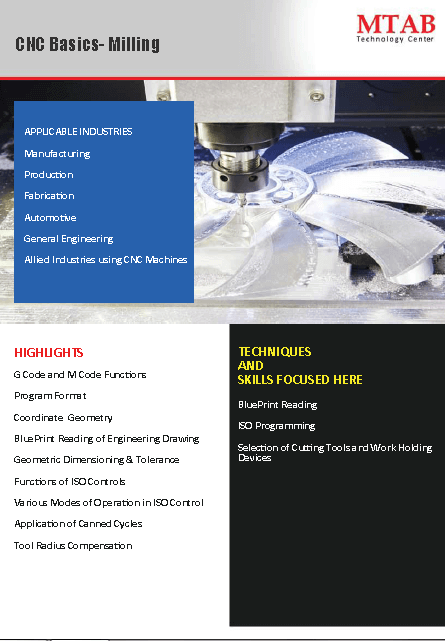 CNC Basics- Milling
MTAB
Technology Center
APPLICABLE INDUSTRIES
Manufacturing
Production
Fabrication
Automotive
General Engineering
Allied Industries using CNC Machines
HIGHLIGHTS
G Code and M Code Functions
Program Format
Coordinate Geometry
BluePrint Reading of Engineering Drawing
Geometric Dimensioning & Tolerance
Functions of ISO Controls
Various Modes of Operation in ISO Control
Application of Canned Cycles
Tool Radius Compensation
TECHNIQUES
AND
SKILLS FOCUSED HERE
BluePrint Reading
ISO Programming
Selection of Cutting Tools and Work Holding
Devices